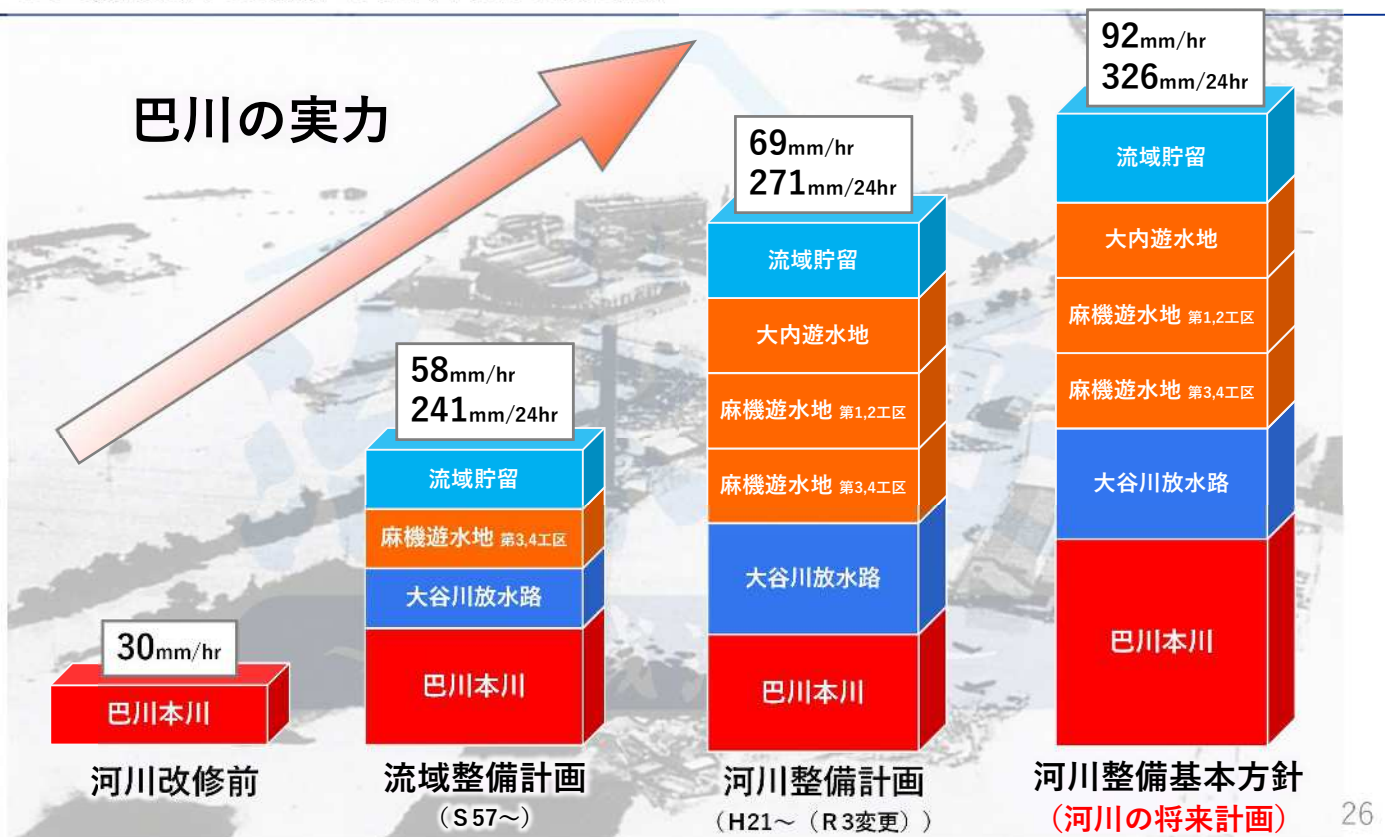 巴川の実力
30mm/hr
巴川本川
河川改修前
58mm/hr
241mm/24hr
流域貯留
麻機遊水地 第3,4工区
大谷川放水路
巴川本川
流域整備計画
（S57～）
69mm/hr
271mm/24hr
流域貯留
大内遊水地
麻機遊水地 第1,2工区
麻機遊水地 第3,4工区
大谷川放水路
巴川本川
河川整備計画
（H21～（R3変更））
92mm/hr
326mm/24hr
流域貯留
大内遊水地
麻機遊水地 第1,2工区
麻機遊水地 第3,4工区
大谷川放水路
巴川本川
河川整備基本方針
（河川の将来計画）
26